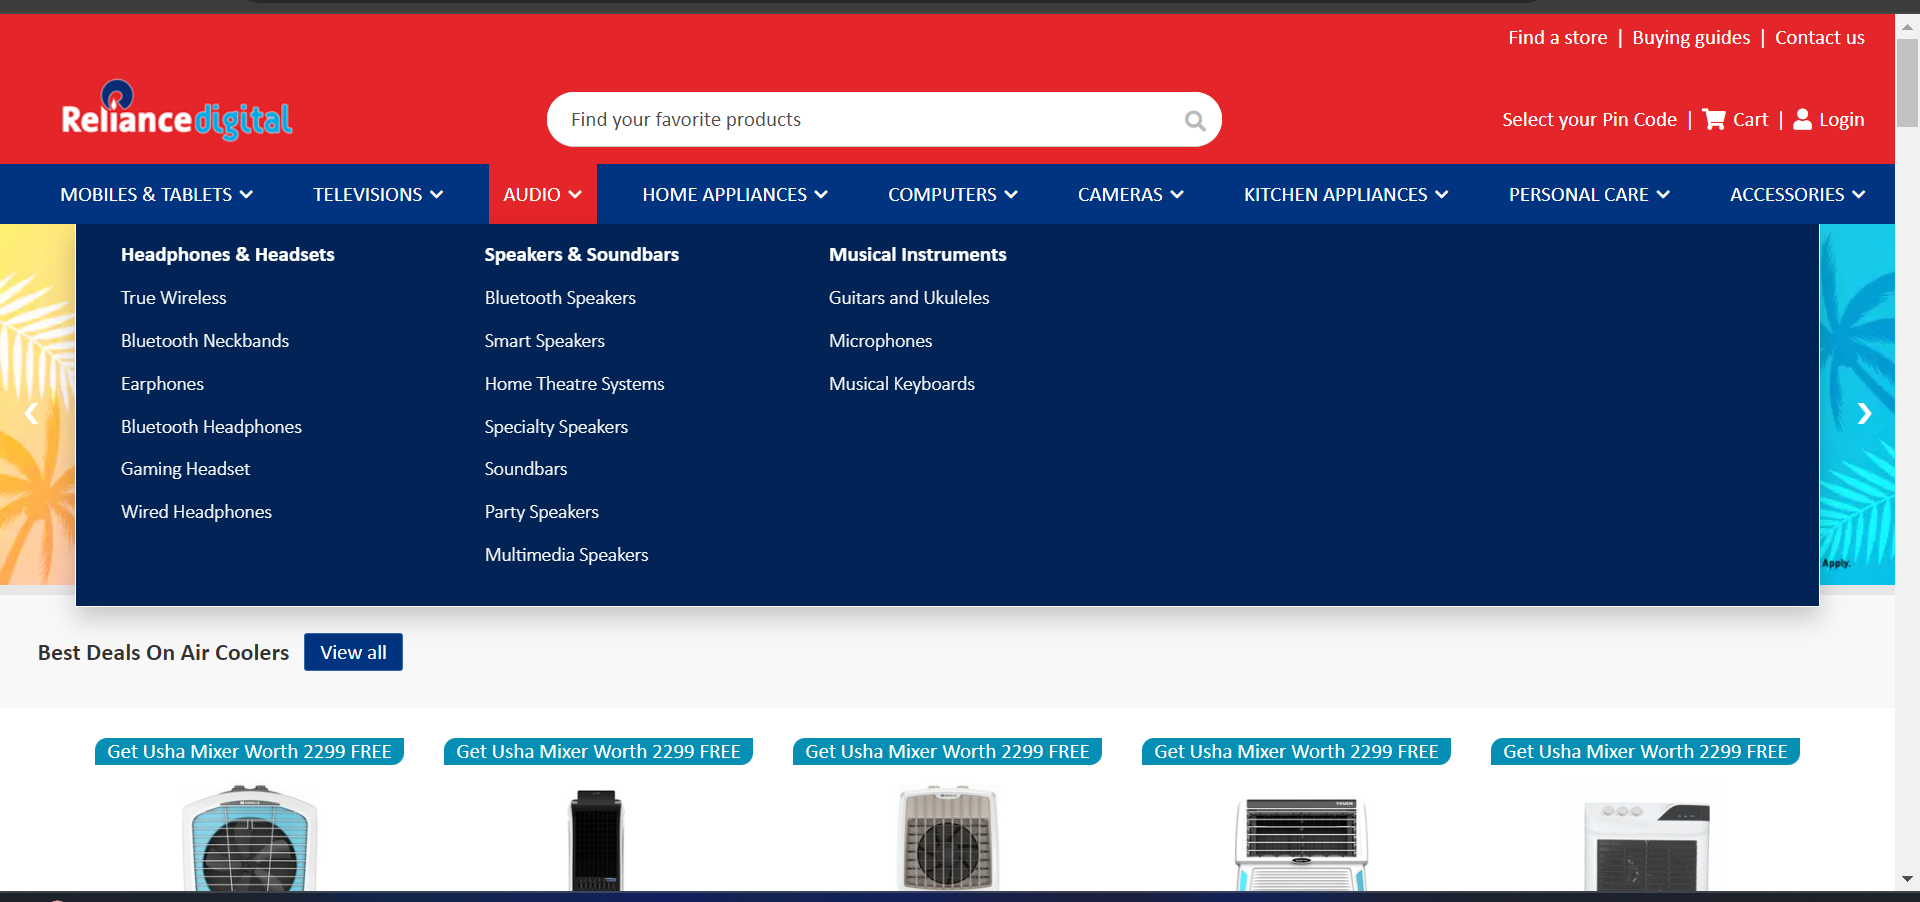 Find a store | Buying guides | Contact us
Reliance digital
Find your favorite products
Select your Pin Code | Cart | Login
MOBILES & TABLETS TELEVISIONS AUDIO HOME APPLIANCES COMPUTERS CAMERAS KITCHEN APPLIANCES PERSONAL CARE ACCESSORIES
Headphones & Headsets
True Wireless
Bluetooth Neckbands
Earphones
Bluetooth Headphones
Gaming Headset
Wired Headphones
Speakers & Soundbars
Bluetooth Speakers
Smart Speakers
Home Theatre Systems
Specialty Speakers
Soundbars
Party Speakers
Multimedia Speakers
Musical Instruments
Guitars and Ukuleles
Microphones
Musical Keyboards
Apply.
Best Deals On Air Coolers View all
Get Usha Mixer Worth 2299 FREE Get Usha Mixer Worth 2299 FREE Get Usha Mixer Worth 2299 FREE Get Usha Mixer Worth 2299 FREE Get Usha Mixer Worth 2299 FREE